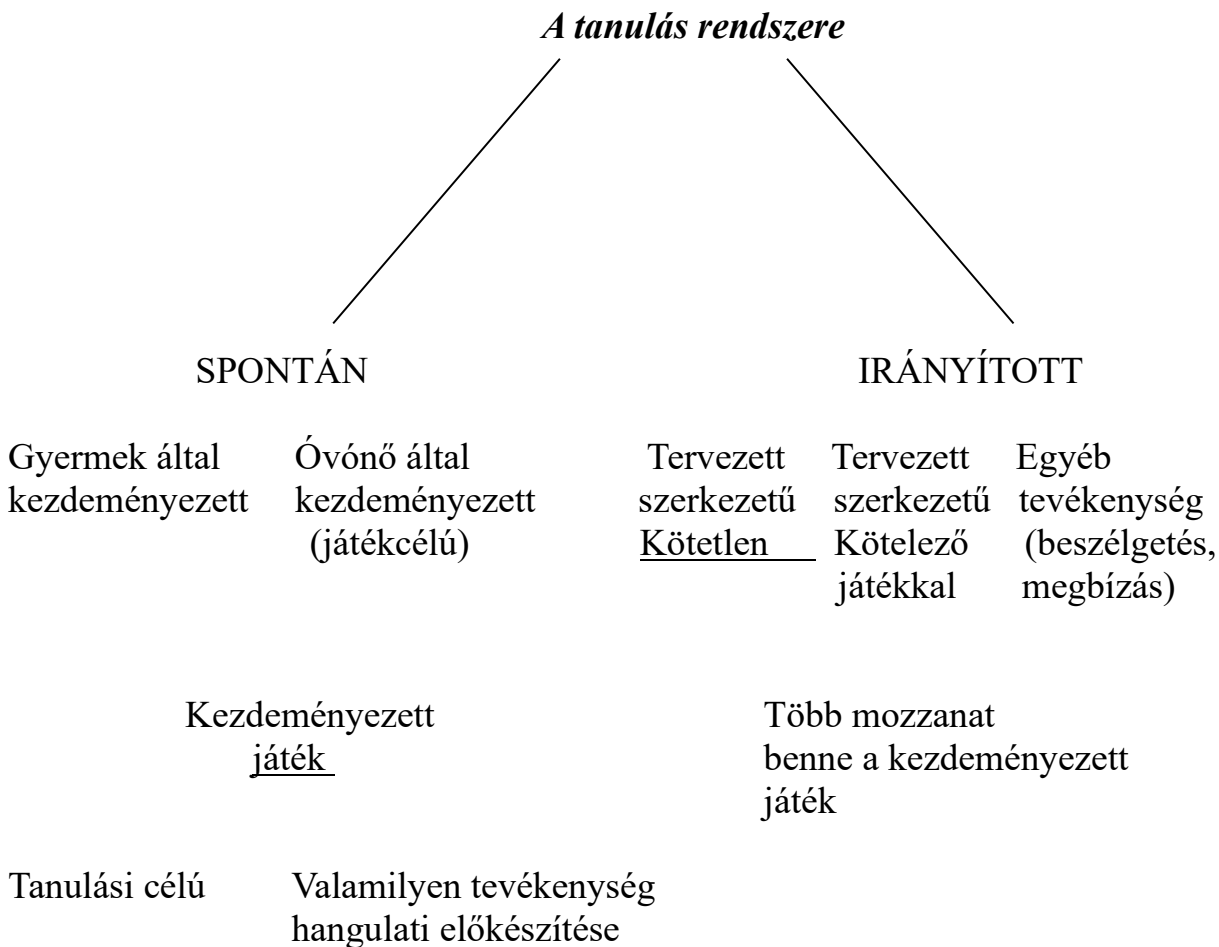 A tanulás rendszere
SPONTÁN IRÁNYÍTOTT
Gyermek által Óvónő által Tervezett Tervezett Egyéb
kezdeményezett kezdeményezett szerkezetű szerkezetű tevékenység
(játékcélú) Kötetlen Kötelező (beszélgetés,
játékkal megbízás)
Kezdeményezett Több mozzanat
játék benne a kezdeményezett
játék
Tanulási célú Valamilyen tevékenység
hangulati előkészítése